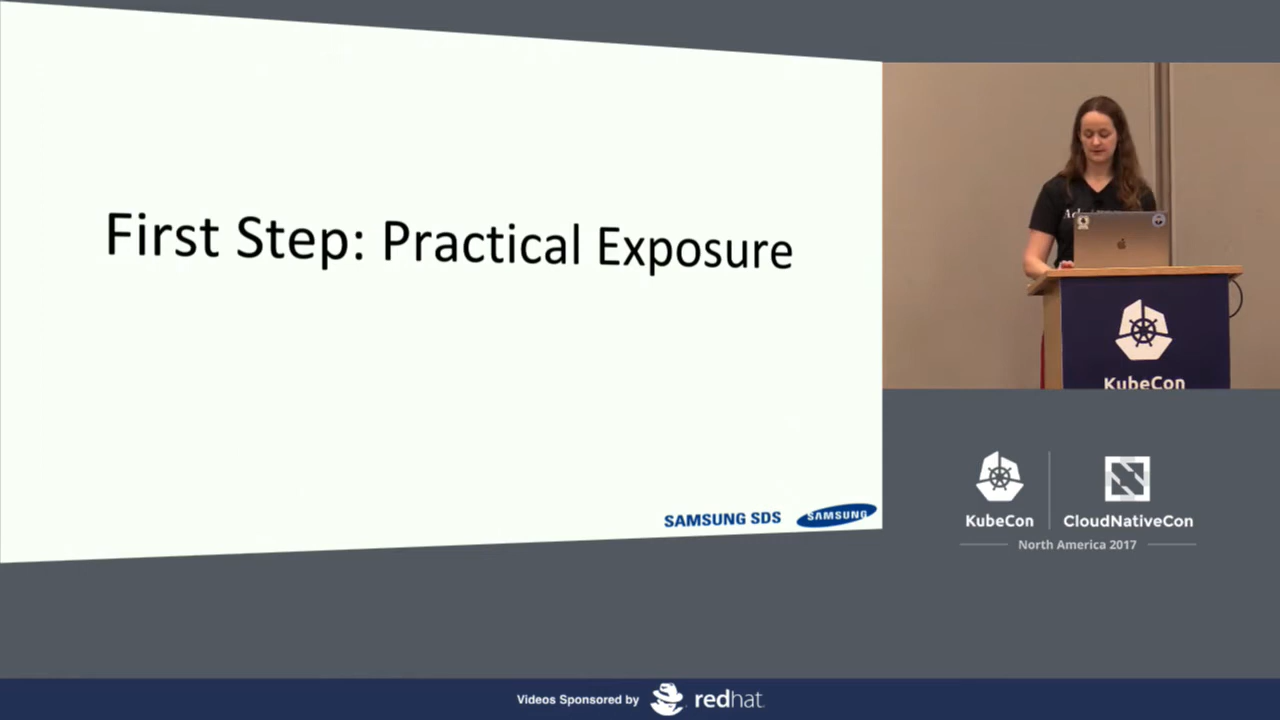 First Step: Practical Exposure
SAMSUNG SDS
SAMSUNG
KubeCon
KubeCon
CloudNativeCon
North America 2017
Videos Sponsored by
redhat.